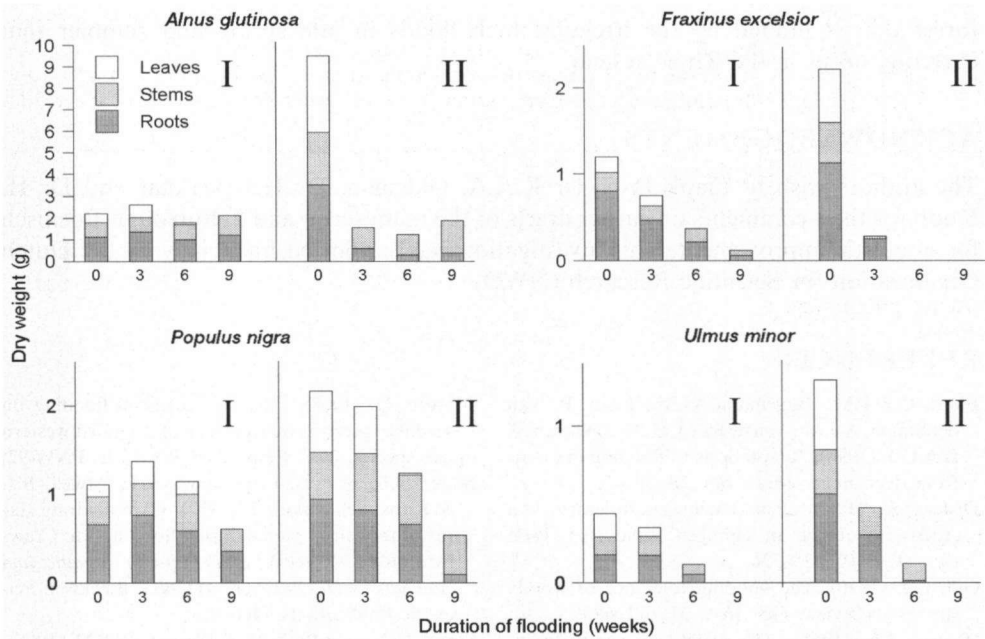 Alnus glutinosa
Fraxinus excelsior
10
9
8
7
6
5
4
3
2
1
0
Leaves
Stems
Roots
I
II
0 3 6 9 0 3 6 9
2
1
0
I
II
0 3 6 9 0 3 6 9
Dry weight (g)
Populus nigra
Ulmus minor
2
1
0
I
II
0 3 6 9 0 3 6 9
1
0
I
II
0 3 6 9 0 3 6 9
Duration of flooding (weeks)